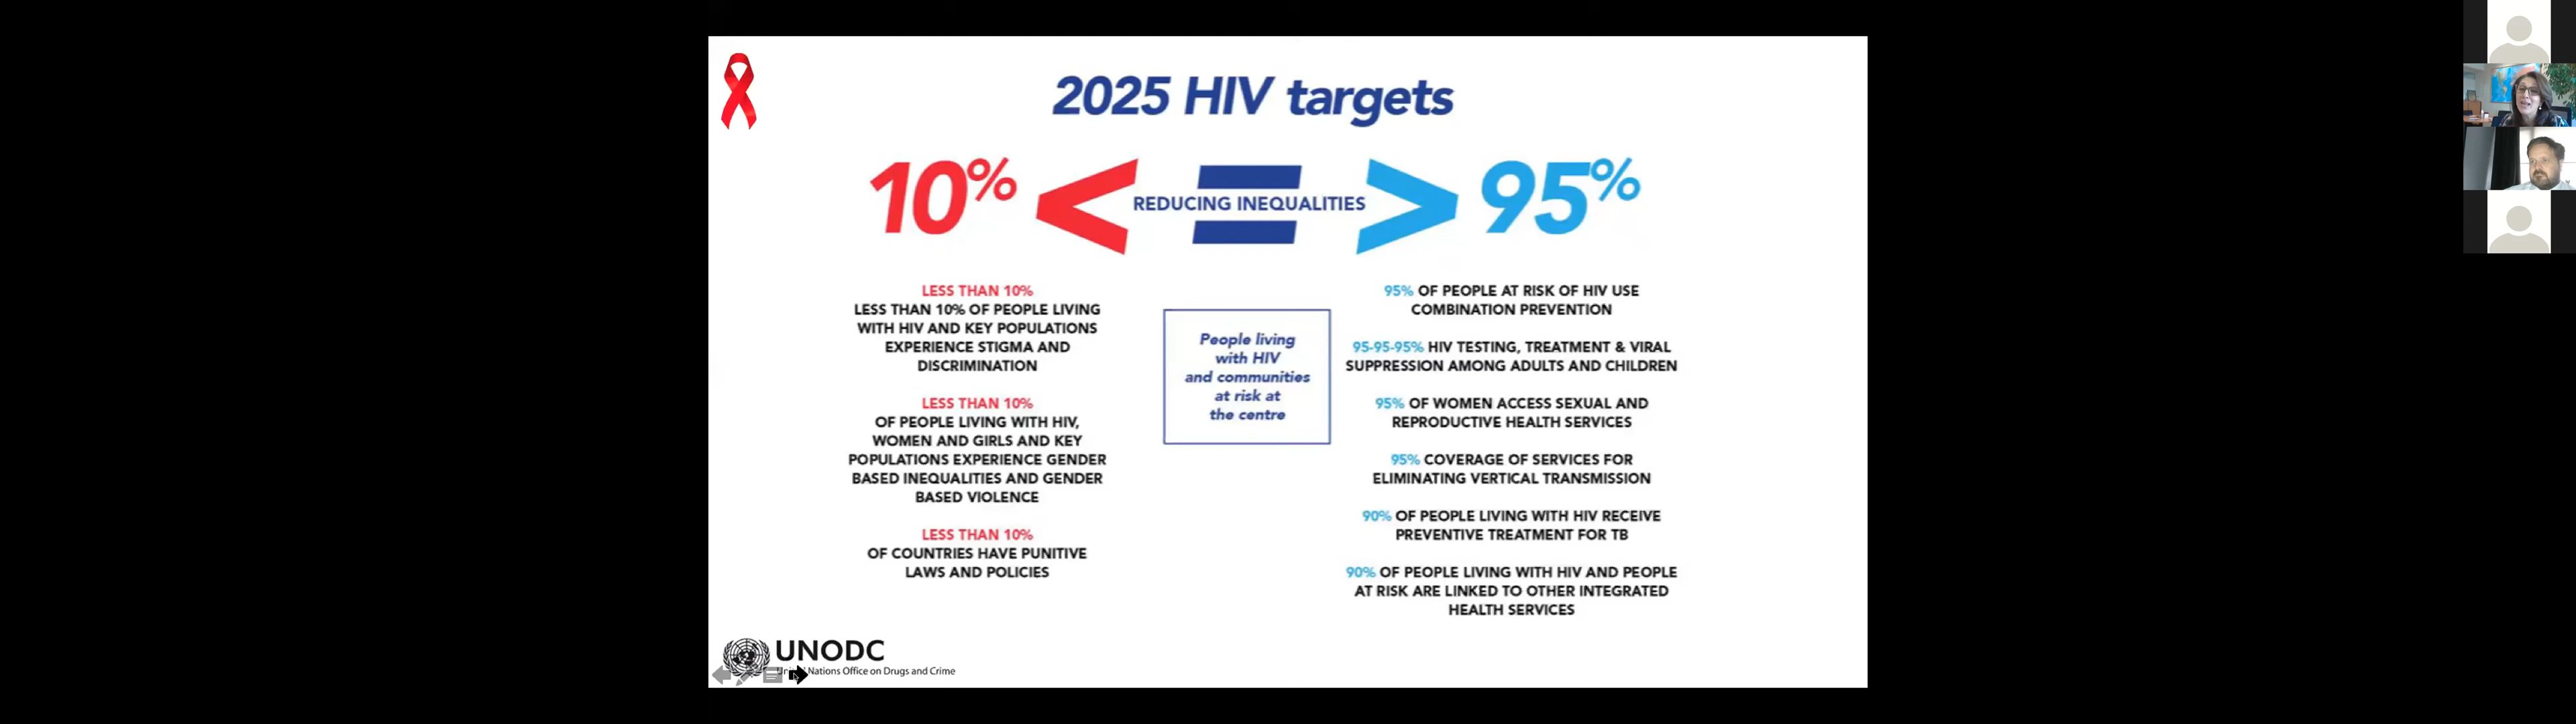 2025 HIV targets
10% < REDUCING INEQUALITIES > 95%
LESS THAN 10%
LESS THAN 10% OF PEOPLE LIVING
WITH HIV AND KEY POPULATIONS
EXPERIENCE STIGMA AND
DISCRIMINATION
LESS THAN 10%
OF PEOPLE LIVING WITH HIV,
WOMEN AND GIRLS AND KEY
POPULATIONS EXPERIENCE GENDER
BASED INEQUALITIES AND GENDER
BASED VIOLENCE
LESS THAN 10%
OF COUNTRIES HAVE PUNITIVE
LAWS AND POLICIES
People living
with HIV
and communities
at risk at
the centre
95% OF PEOPLE AT RISK OF HIV USE
COMBINATION PREVENTION
95-95-95% HIV TESTING, TREATMENT & VIRAL
SUPPRESSION AMONG ADULTS AND CHILDREN
95% OF WOMEN ACCESS SEXUAL AND
REPRODUCTIVE HEALTH SERVICES
95% COVERAGE OF SERVICES FOR
ELIMINATING VERTICAL TRANSMISSION
90% OF PEOPLE LIVING WITH HIV RECEIVE
PREVENTIVE TREATMENT FOR TB
90% OF PEOPLE LIVING WITH HIV AND PEOPLE
AT RISK ARE LINKED TO OTHER INTEGRATED
HEALTH SERVICES
UNODC
Nations Office on Drugs and Crime